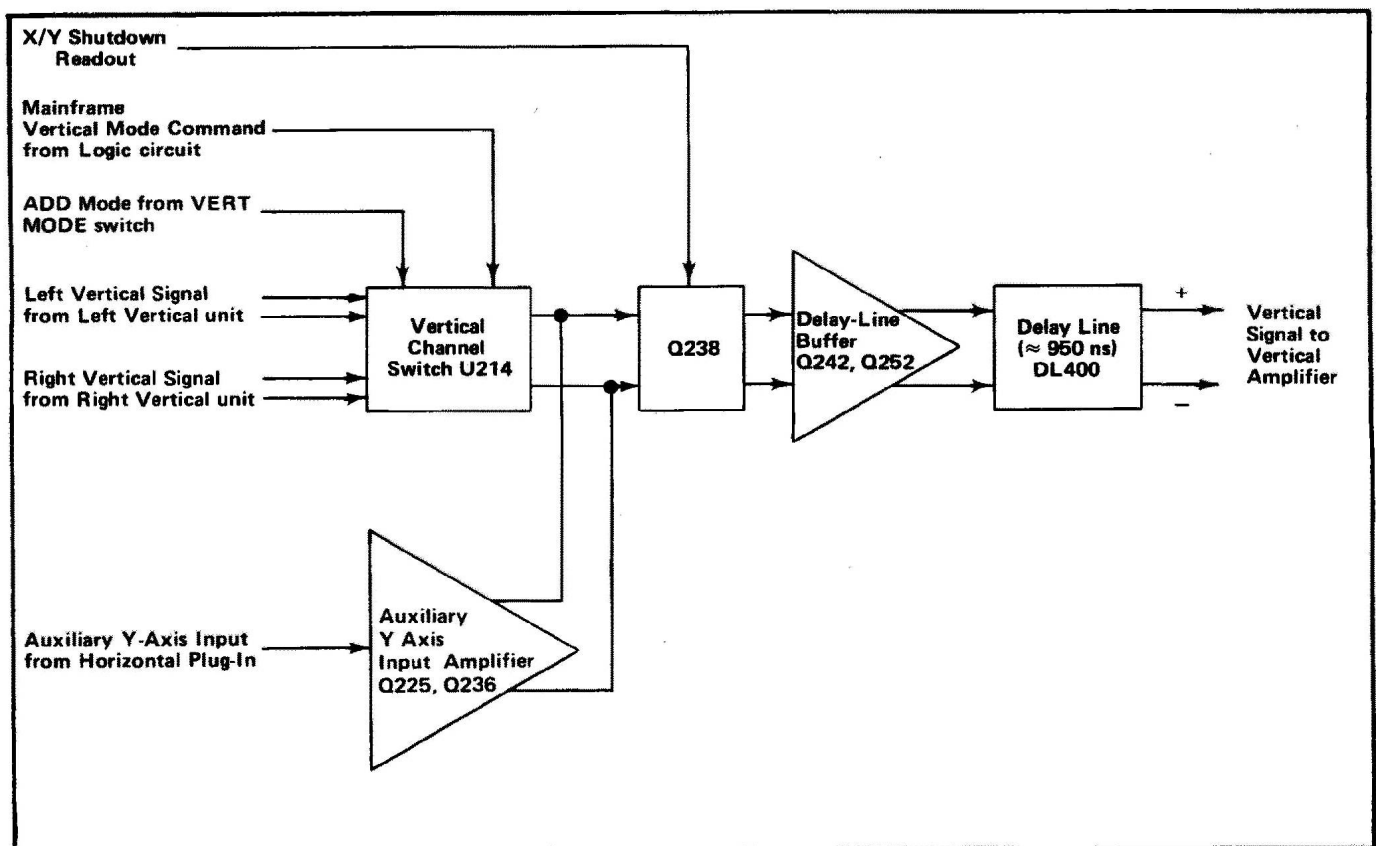 X/Y Shutdown
Readout
Mainframe
Vertical Mode Command
from Logic circuit
ADD Mode from VERT
MODE switch
Left Vertical Signal
from Left Vertical unit
Right Vertical Signal
from Right Vertical unit
Vertical
Channel
Switch U214
Q238
Delay-Line
Buffer
Q242, Q252
Delay Line
(≈ 950 ns)
DL400
+
−
Vertical
Signal to
Vertical
Amplifier
Auxiliary Y-Axis Input
from Horizontal Plug-In
Auxiliary
Y Axis
Input Amplifier
Q225, Q236